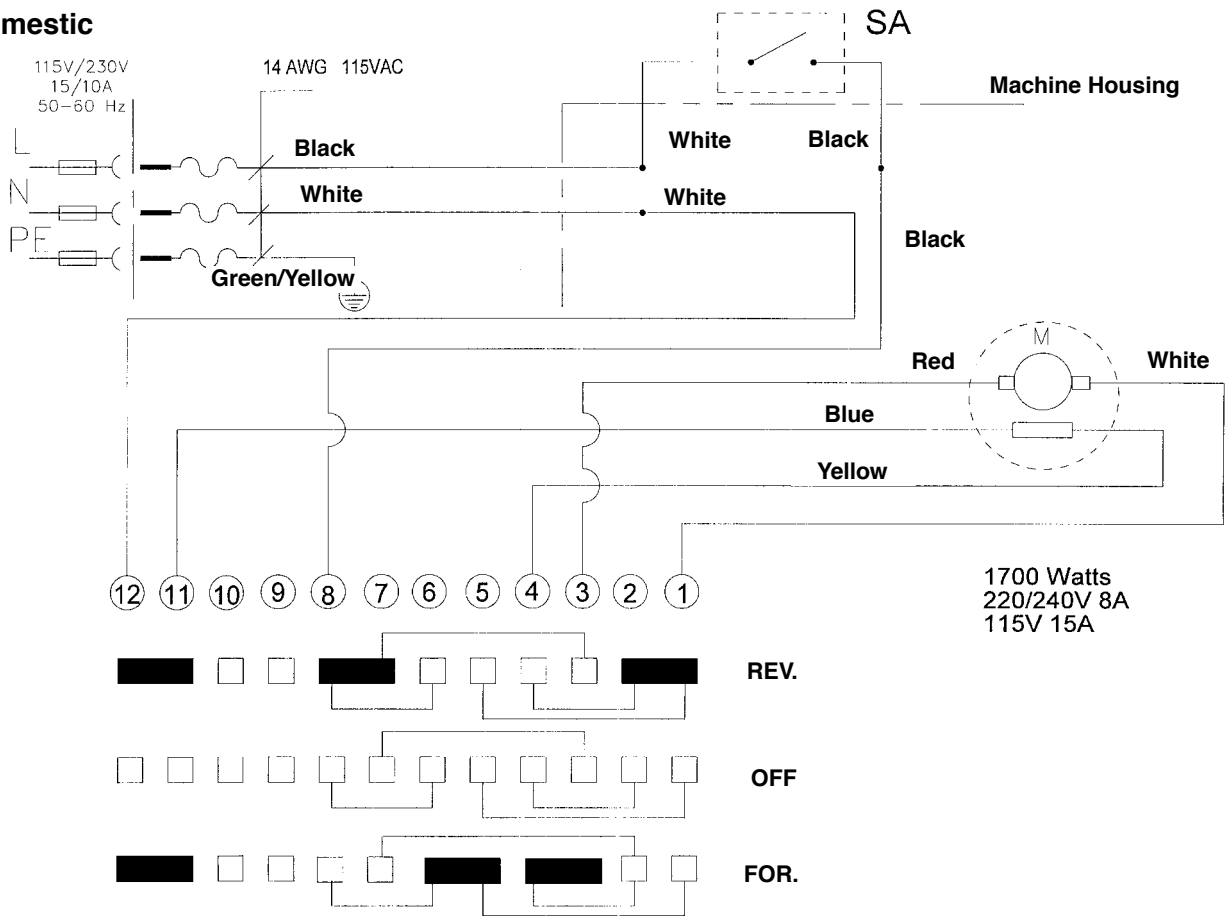 mestic
SA
115V/230V
15/10A
50-60 Hz
14 AWG 115VAC
Machine Housing
L
Black
White
Black
N
White
White
PE
Black
Green/Yellow
M
Red
White
Blue
Yellow
12 11 10 9 8 7 6 5 4 3 2 1
1700 Watts
220/240V 8A
115V 15A
REV.
OFF
FOR.